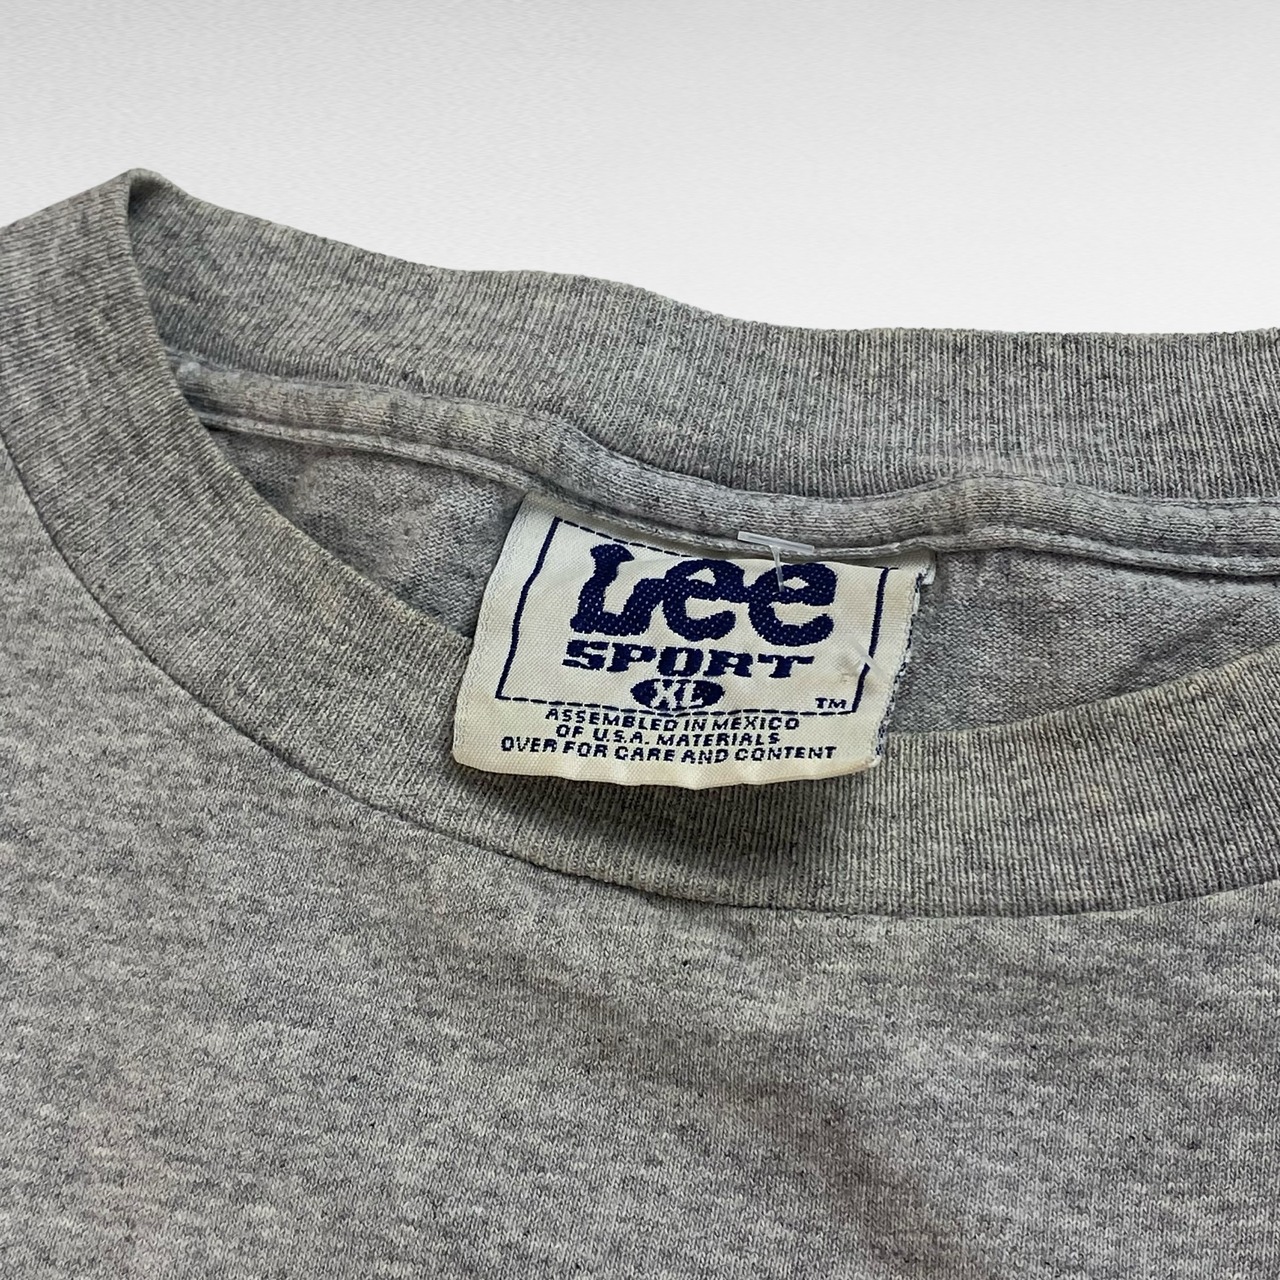 Lee
SPORT
XL
TM
ASSEMBLED IN MEXICO
OF U.S.A. MATERIALS
OVER FOR CARE AND CONTENT